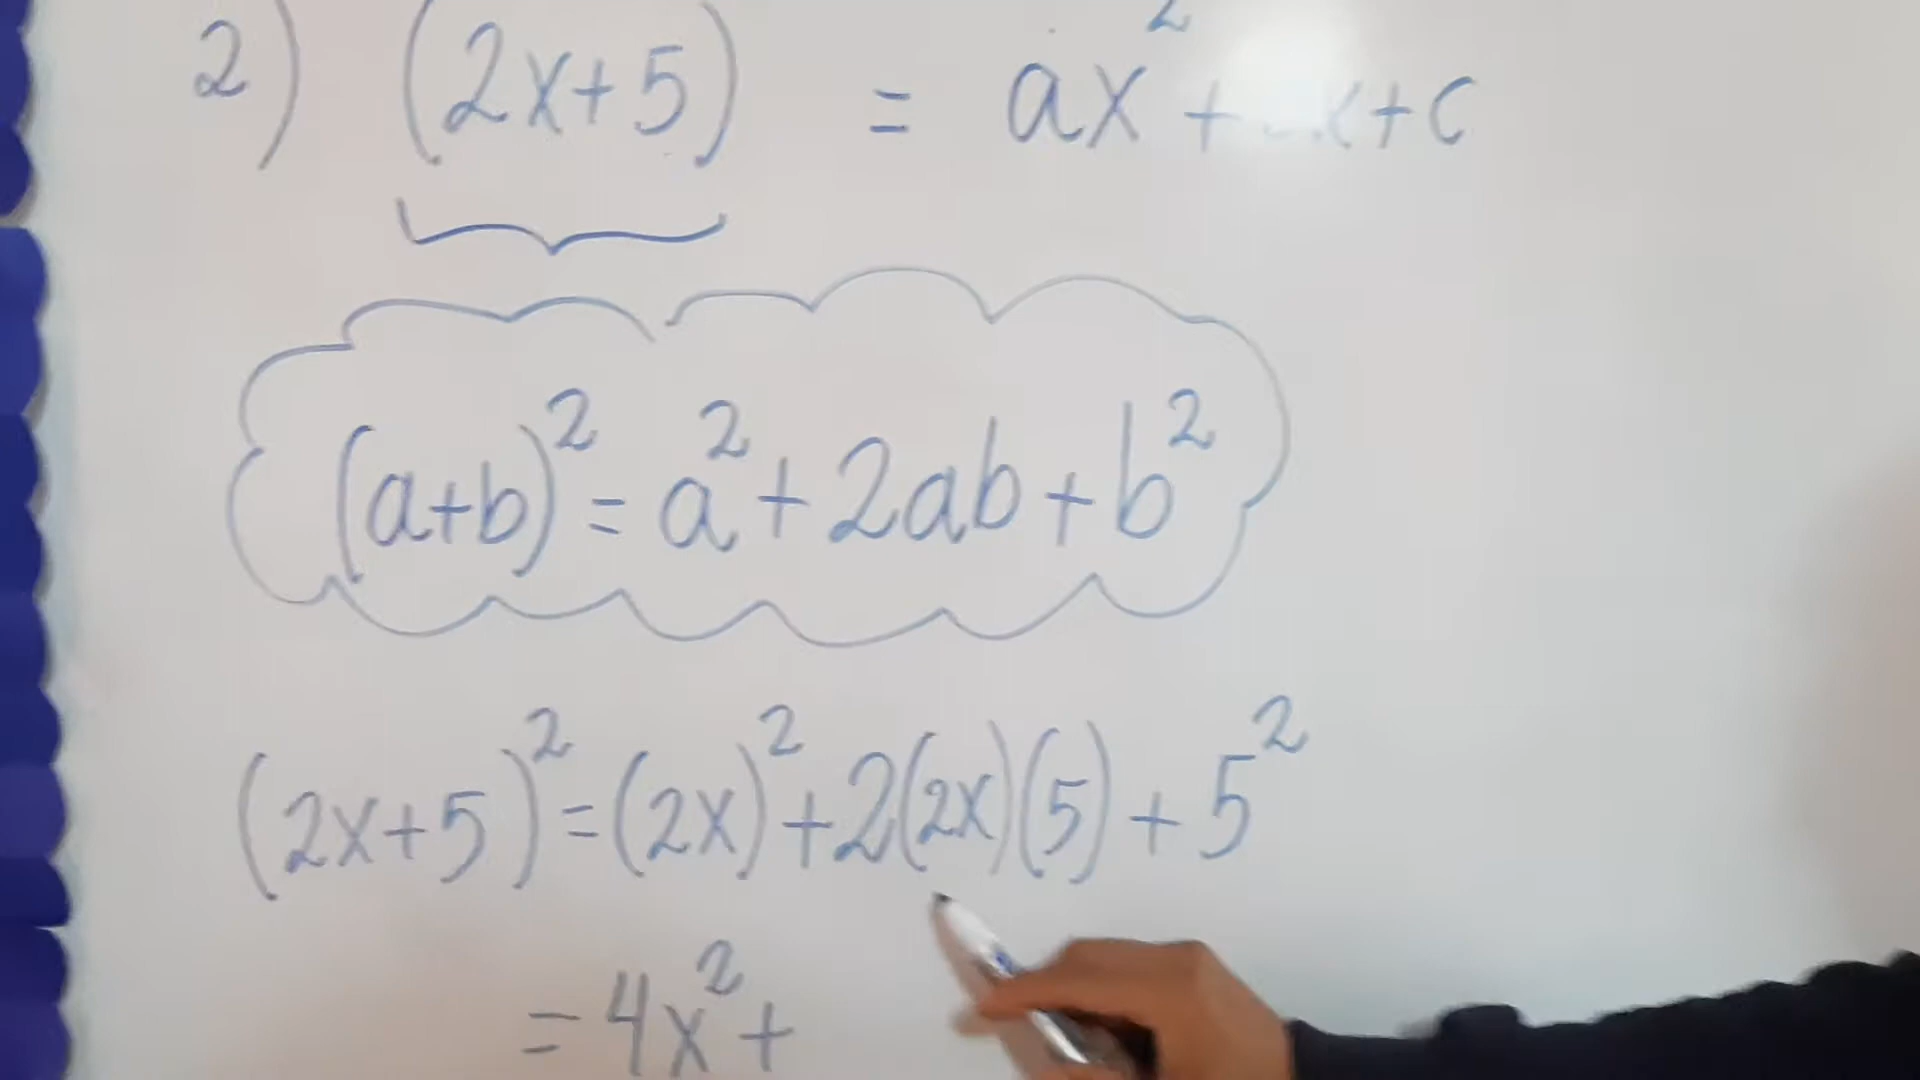 2) (2x+5) = ax² + x+c
(a+b)² = a² + 2ab + b²
(2x+5)² = (2x)² + 2(2x)(5) + 5²
= 4x² +